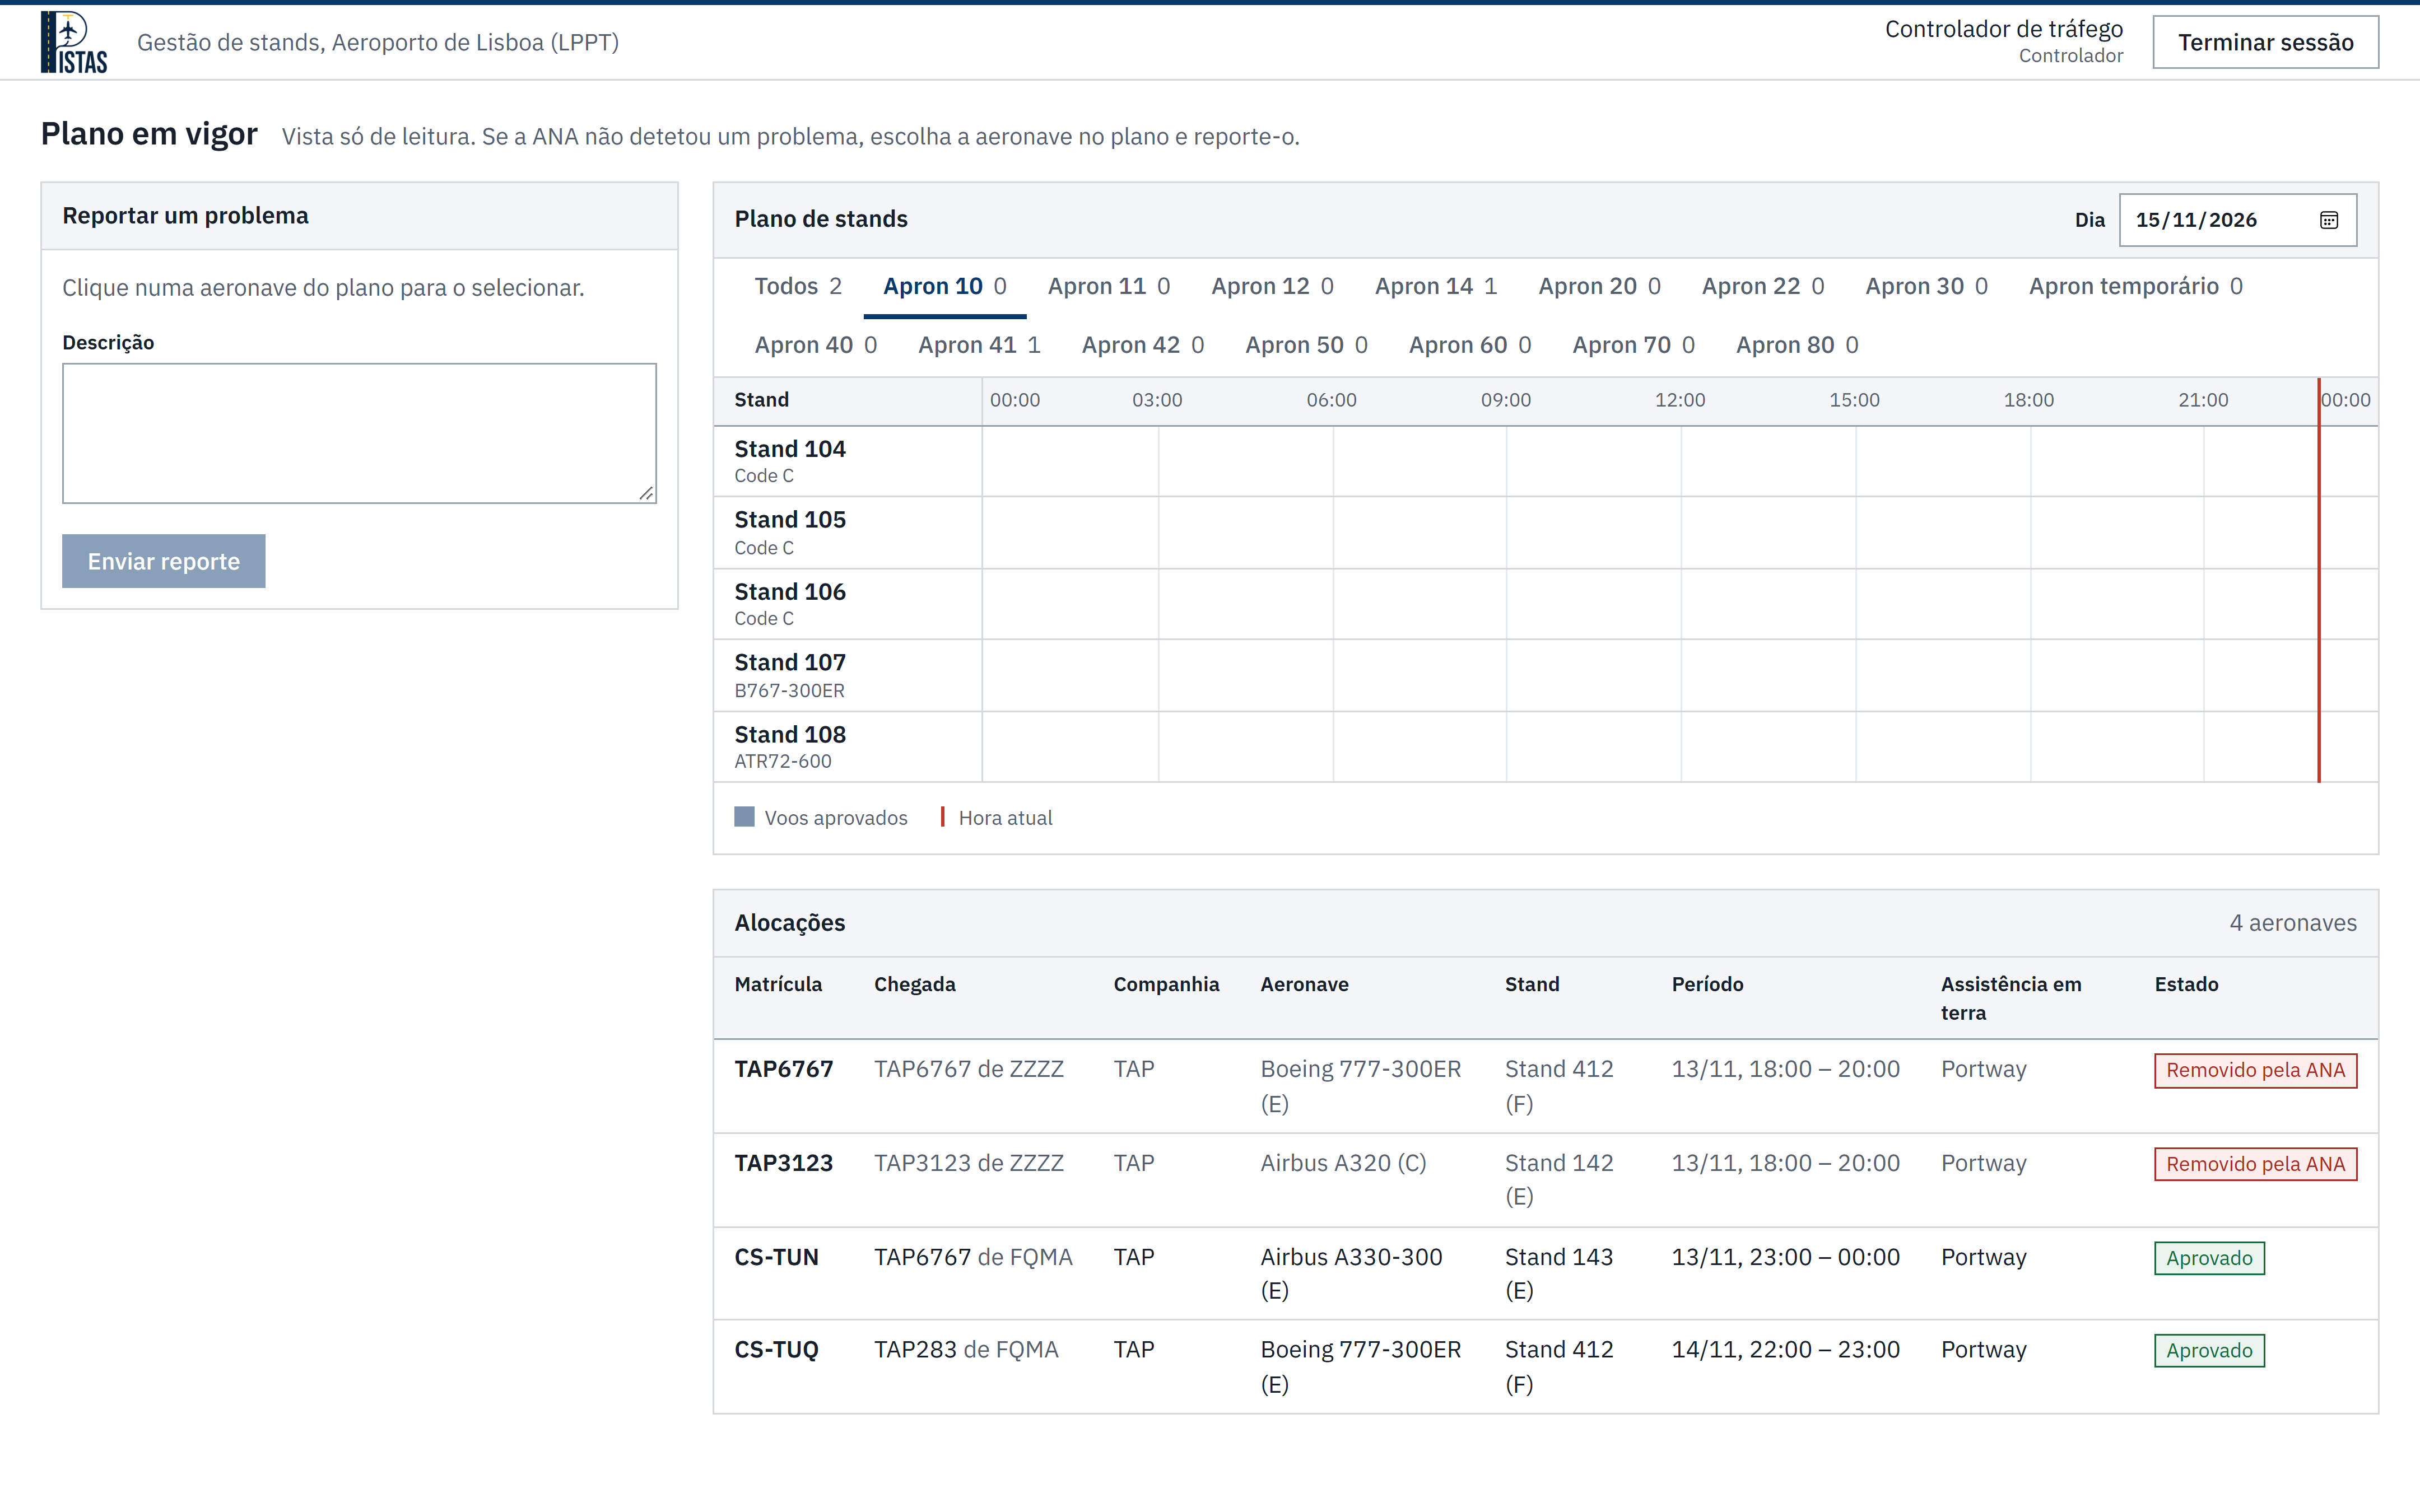 PISTAS
Gestão de stands, Aeroporto de Lisboa (LPPT)
Controlador de tráfego
Controlador
Terminar sessão
Plano em vigor
Vista só de leitura. Se a ANA não detetou um problema, escolha a aeronave no plano e reporte-o.
Reportar um problema
Clique numa aeronave do plano para o selecionar.
Descrição
Enviar reporte
Plano de stands
Dia 15/11/2026
Todos 2 Apron 10 0 Apron 11 0 Apron 12 0 Apron 14 1 Apron 20 0 Apron 22 0 Apron 30 0 Apron temporário 0
Apron 40 0 Apron 41 1 Apron 42 0 Apron 50 0 Apron 60 0 Apron 70 0 Apron 80 0
Stand 00:00 03:00 06:00 09:00 12:00 15:00 18:00 21:00 00:00
Stand 104
Code C
Stand 105
Code C
Stand 106
Code C
Stand 107
B767-300ER
Stand 108
ATR72-600
Voos aprovados Hora atual
Alocações 4 aeronaves
Matrícula Chegada Companhia Aeronave Stand Período Assistência em Estado
terra
TAP6767 TAP6767 de ZZZZ TAP Boeing 777-300ER Stand 412 13/11, 18:00 – 20:00 Portway Removido pela ANA
(E) (F)
TAP3123 TAP3123 de ZZZZ TAP Airbus A320 (C) Stand 142 13/11, 18:00 – 20:00 Portway Removido pela ANA
(E)
CS-TUN TAP6767 de FQMA TAP Airbus A330-300 Stand 143 13/11, 23:00 – 00:00 Portway Aprovado
(E) (E)
CS-TUQ TAP283 de FQMA TAP Boeing 777-300ER Stand 412 14/11, 22:00 – 23:00 Portway Aprovado
(E) (F)